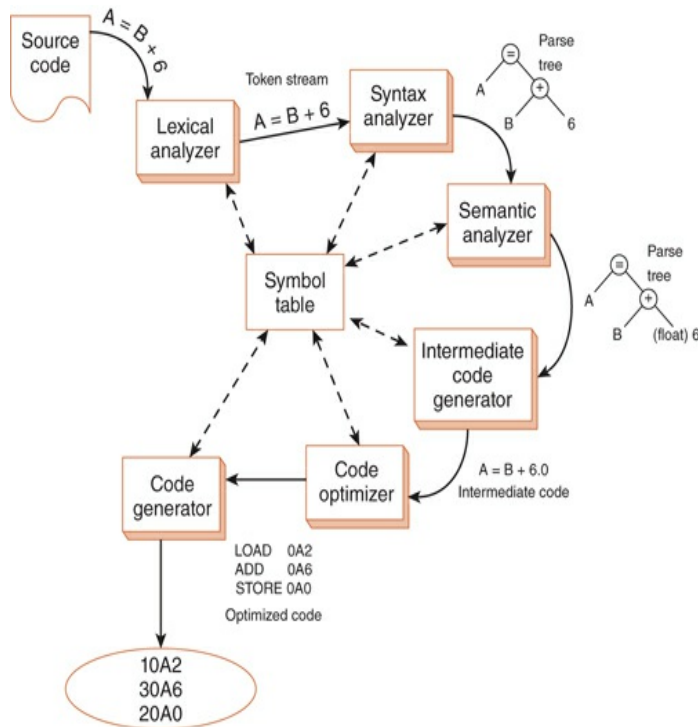 Source
code
A = B + 6
Lexical
analyzer
Token stream
A = B + 6
Syntax
analyzer
Parse
tree
=
A
+
B
6
Semantic
analyzer
Parse
tree
=
A
+
B
(float) 6
Symbol
table
Intermediate
code
generator
A = B + 6.0
Intermediate code
Code
optimizer
Code
generator
LOAD 0A2
ADD 0A6
STORE 0A0
Optimized code
10A2
30A6
20A0